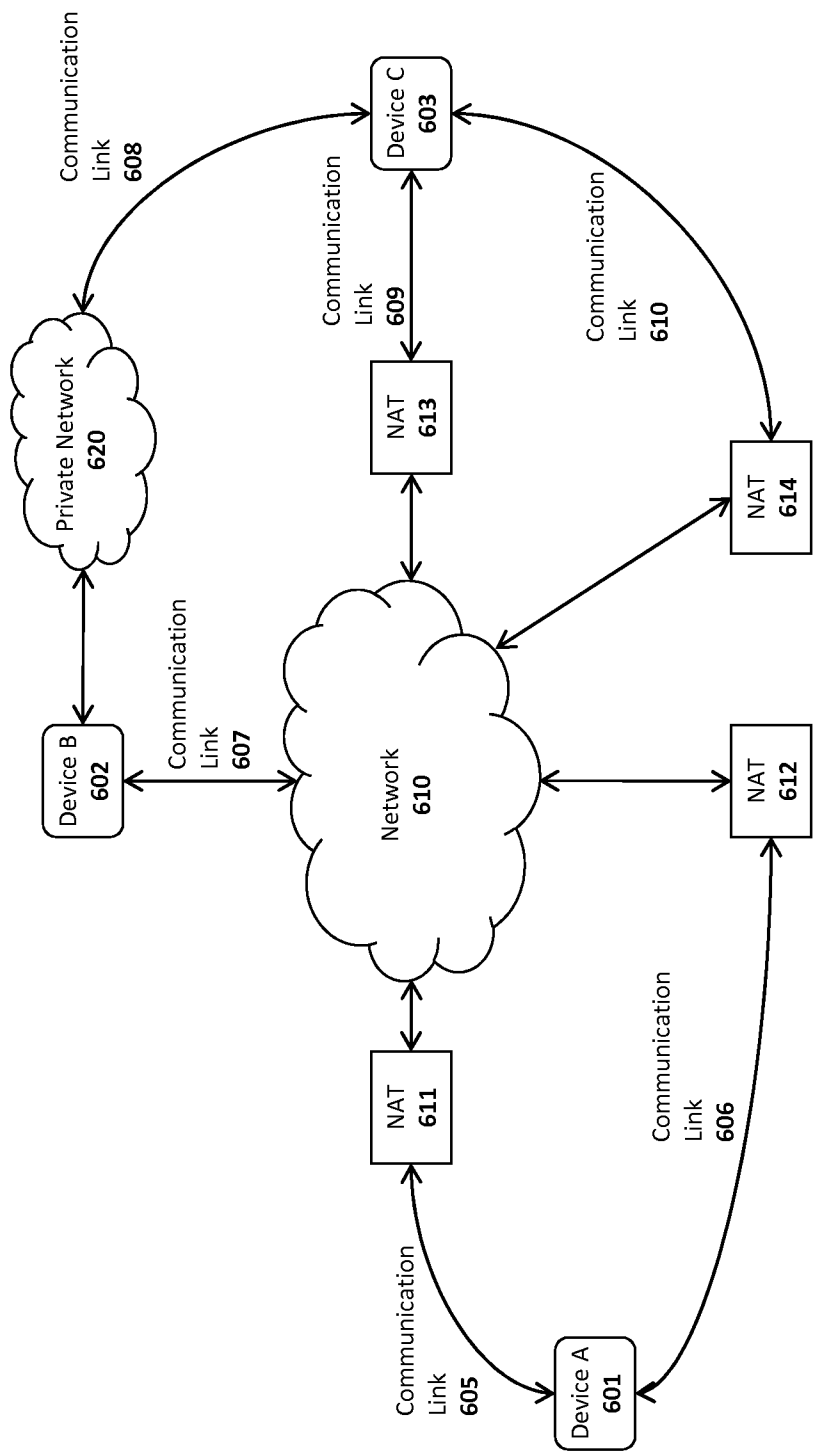 Device B
602
Private Network
620
Communication
Link
608
Communication
Link
607
Communication
Link
605
NAT
611
Network
610
NAT
613
Communication
Link
609
Device C
603
Device A
601
Communication
Link
606
NAT
612
NAT
614
Communication
Link
610